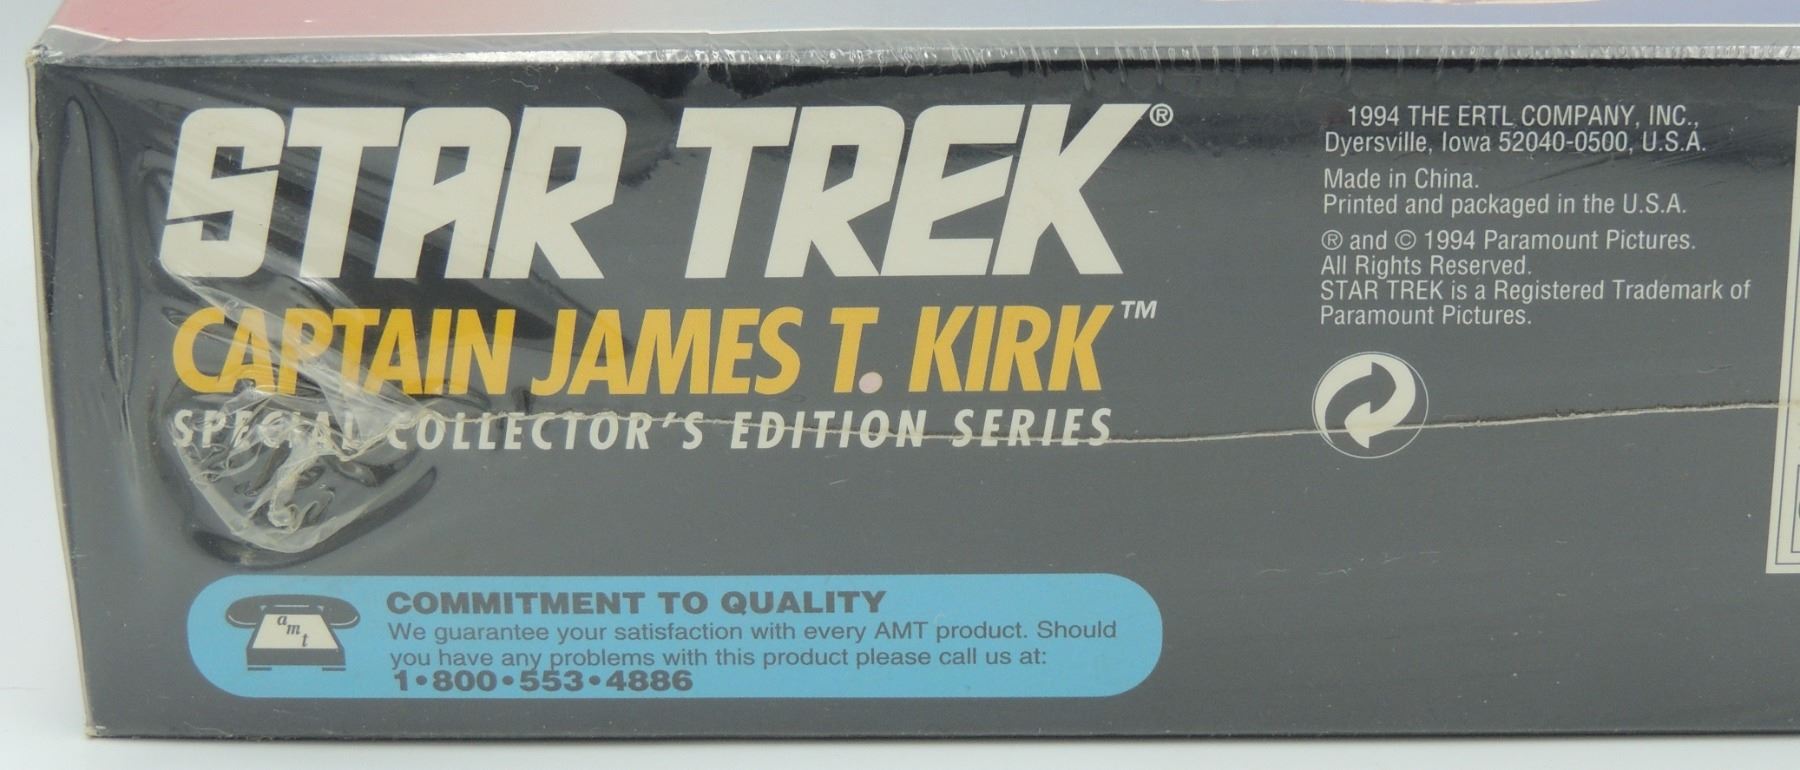 STAR TREK®
CAPTAIN JAMES T. KIRK™
SPECIAL COLLECTOR'S EDITION SERIES
1994 THE ERTL COMPANY, INC.,
Dyersville, Iowa 52040-0500, U.S.A.
Made in China.
Printed and packaged in the U.S.A.
® and © 1994 Paramount Pictures.
All Rights Reserved.
STAR TREK is a Registered Trademark of
Paramount Pictures.
amt
COMMITMENT TO QUALITY
We guarantee your satisfaction with every AMT product. Should
you have any problems with this product please call us at:
1•800•553•4886